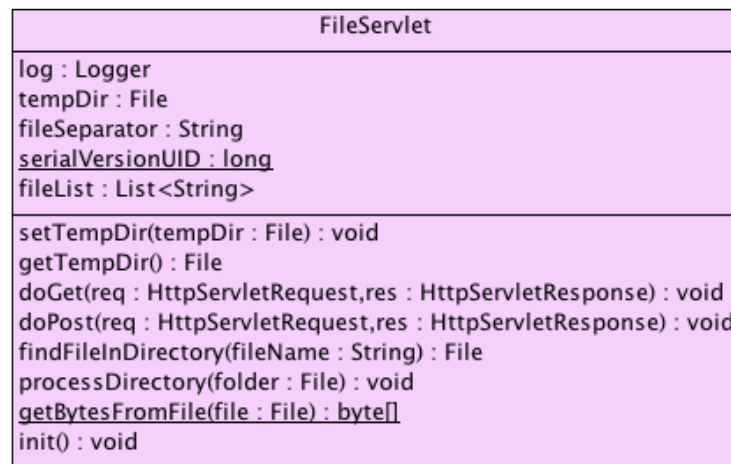 FileServlet
log : Logger
tempDir : File
fileSeparator : String
serialVersionUID : long
fileList : List<String>
setTempDir(tempDir : File) : void
getTempDir() : File
doGet(req : HttpServletRequest,res : HttpServletResponse) : void
doPost(req : HttpServletRequest,res : HttpServletResponse) : void
findFileInDirectory(fileName : String) : File
processDirectory(folder : File) : void
getBytesFromFile(file : File) : byte[]
init() : void